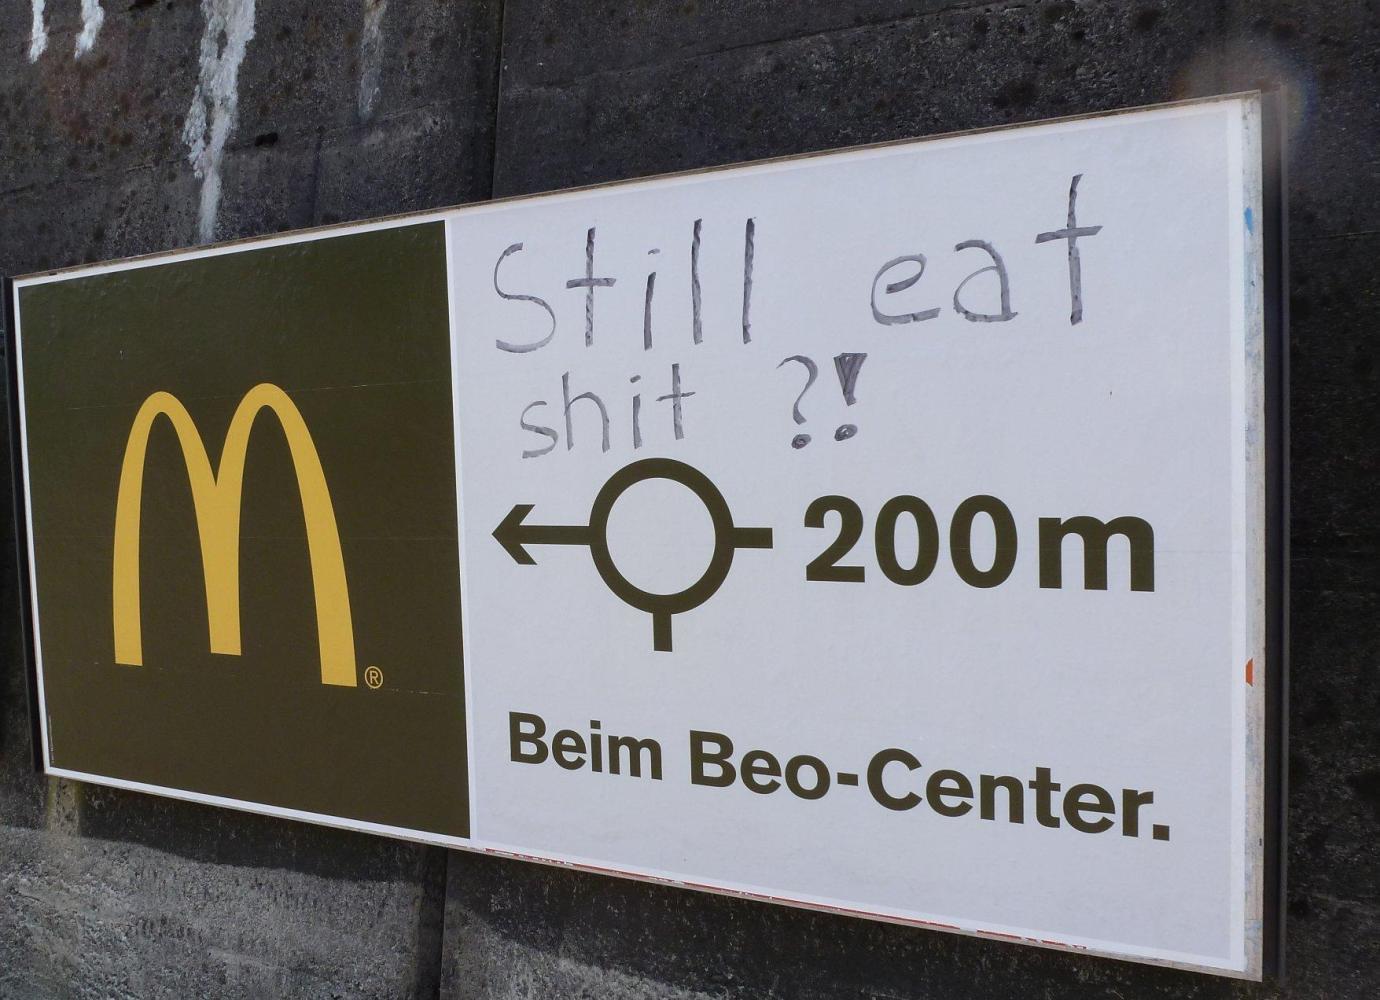 Still eat
shit ?!
200m
M
®
Beim Beo-Center.